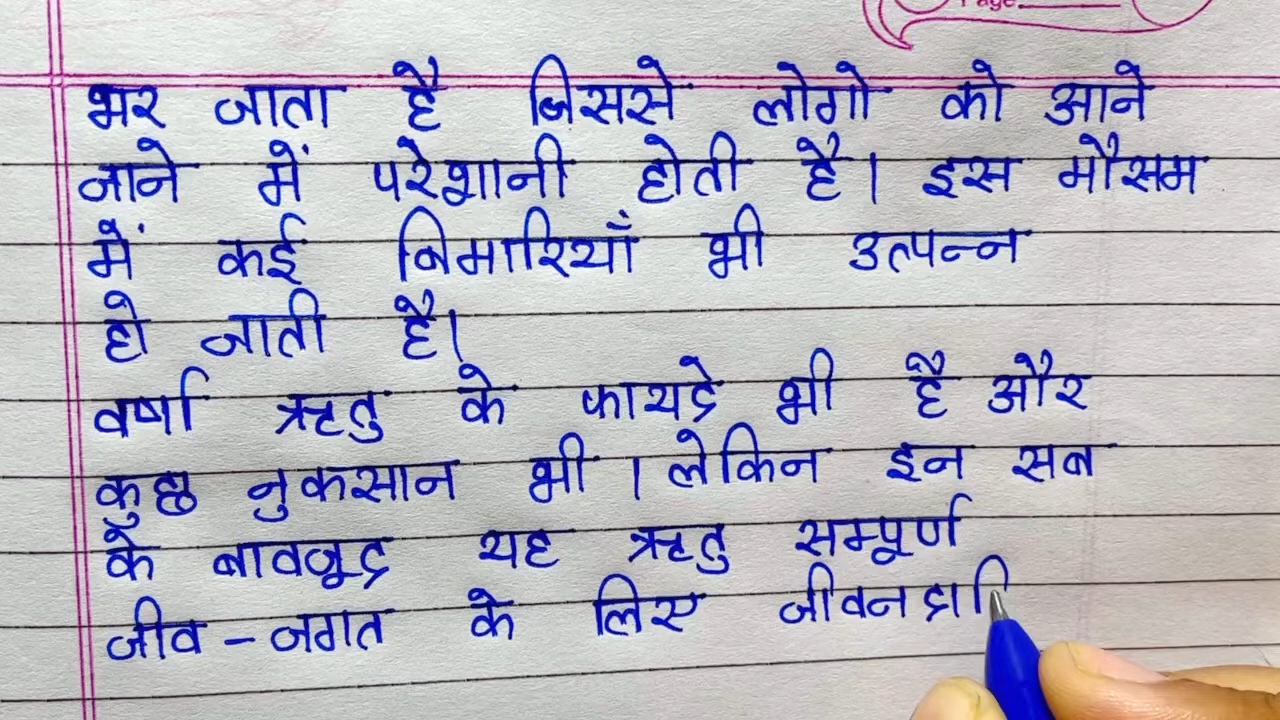 Page
भर जाता है जिससे लोगो को आने
जाने में परेशानी होती है। इस मौसम
में कई बिमारियाँ भी उत्पन्न
हो जाती है।
वर्षा ऋतु के फायदे भी है और
कुछ नुकसान भी । लेकिन इन सब
के बावजूद यह ऋतु सम्पूर्ण
जीव - जगत के लिए जीवनदाि